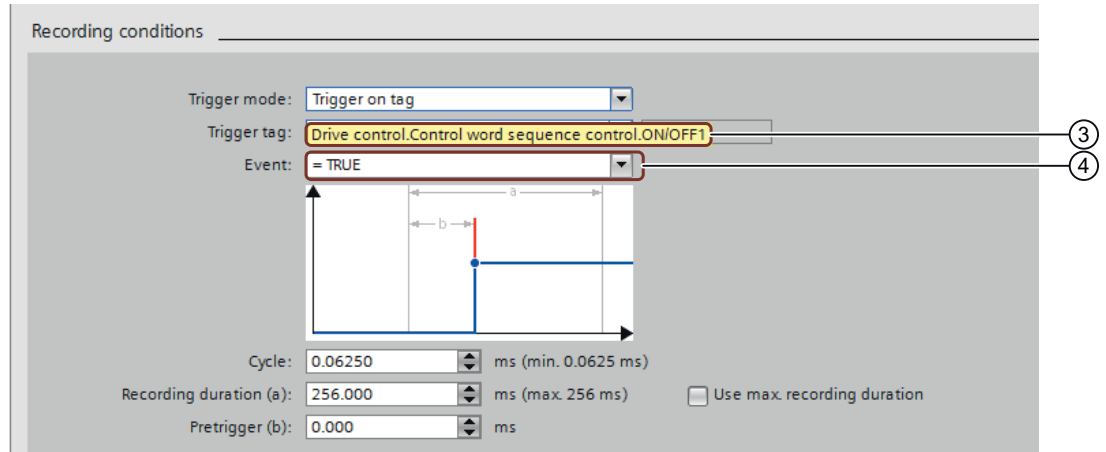 Recording conditions
Trigger mode: Trigger on tag
Trigger tag: Drive control.Control word sequence control.ON/OFF1 ③
Event: = TRUE ④
a
b
Cycle: 0.06250 ms (min. 0.0625 ms)
Recording duration (a): 256.000 ms (max. 256 ms) Use max. recording duration
Pretrigger (b): 0.000 ms